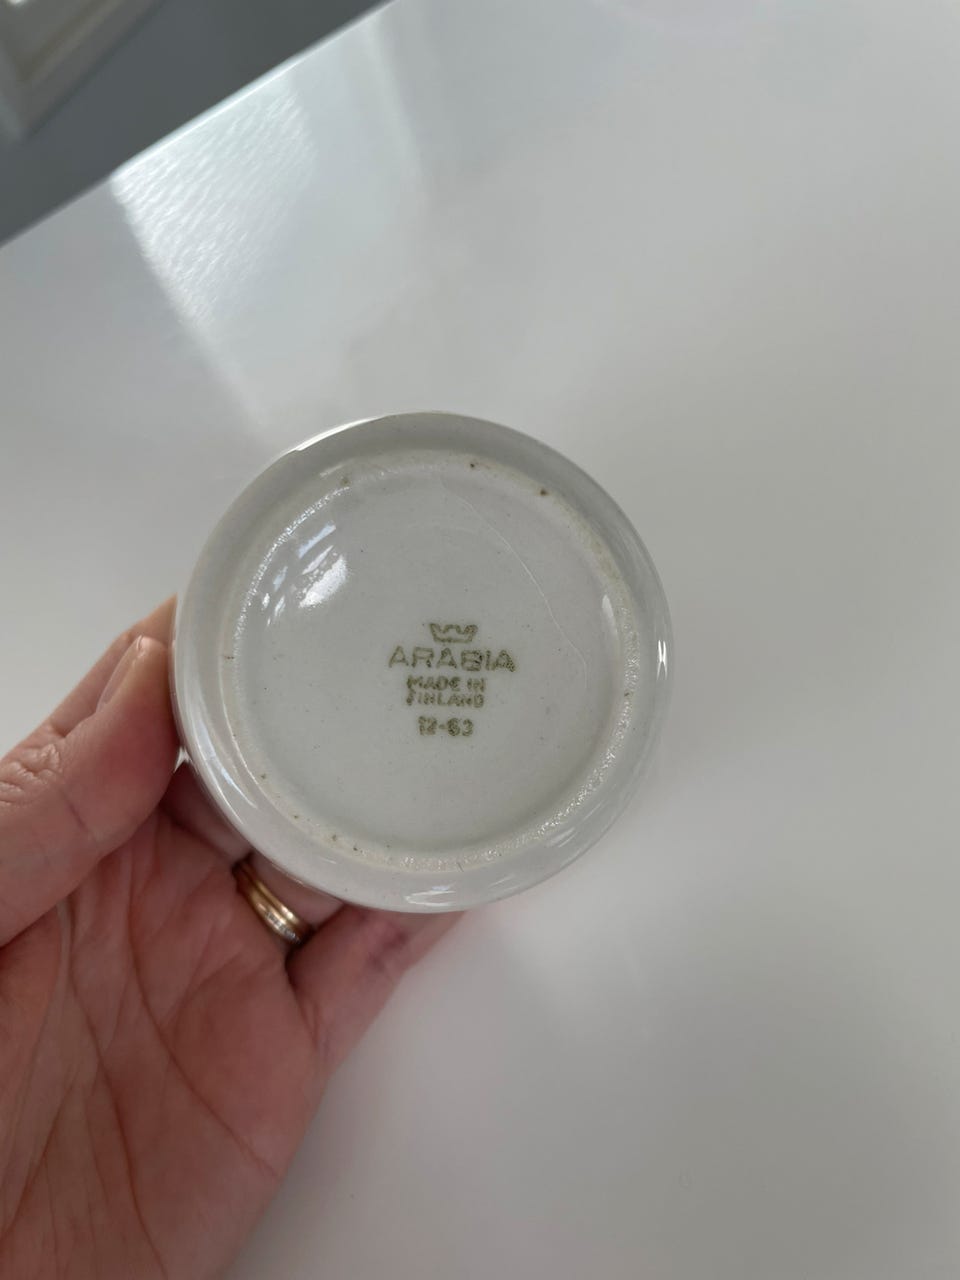 ARABIA
MADE IN
FINLAND
12-63